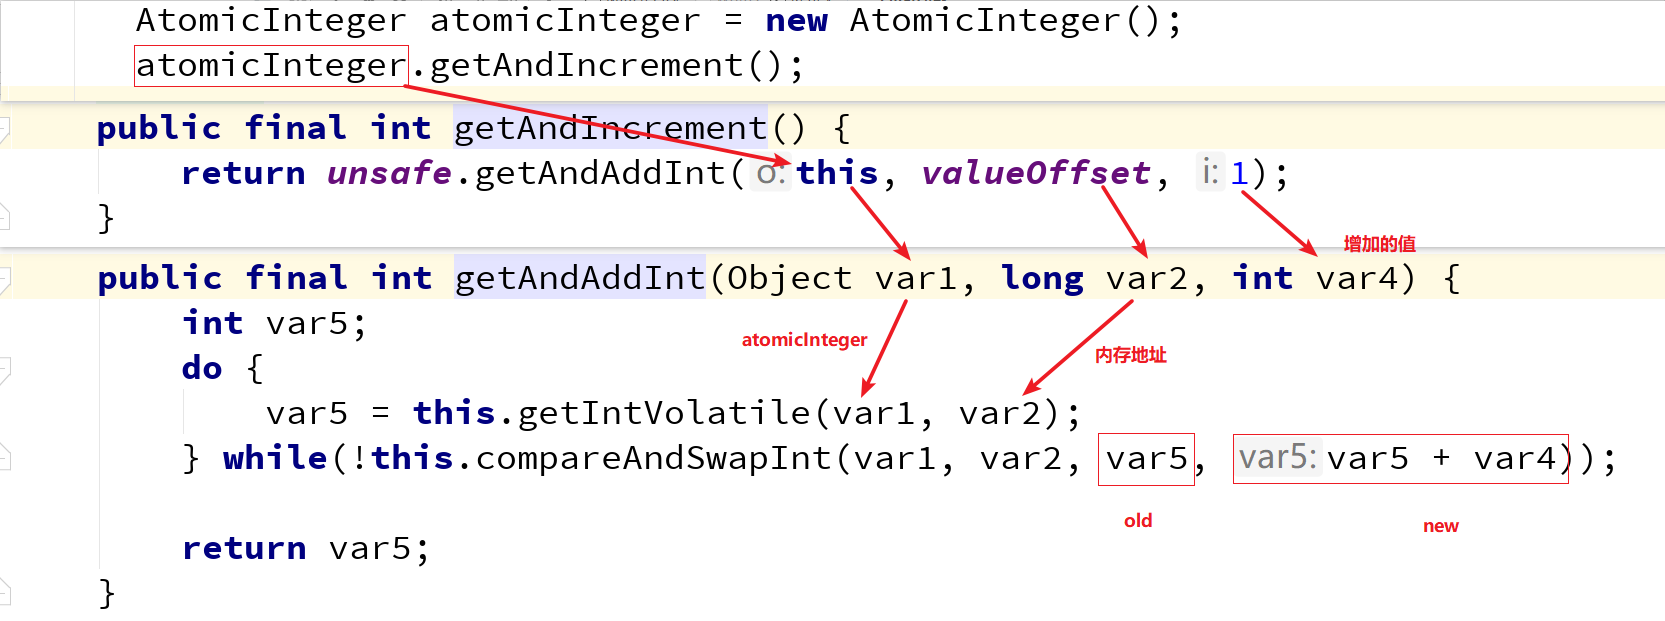 AtomicInteger atomicInteger = new AtomicInteger();
atomicInteger.getAndIncrement();
public final int getAndIncrement() {
return unsafe.getAndAddInt( o: this, valueOffset, i: 1);
}
增加的值
public final int getAndAddInt(Object var1, long var2, int var4) {
int var5;
atomicInteger
内存地址
do {
var5 = this.getIntVolatile(var1, var2);
} while(!this.compareAndSwapInt(var1, var2, var5, var5: var5 + var4));
old
new
return var5;
}